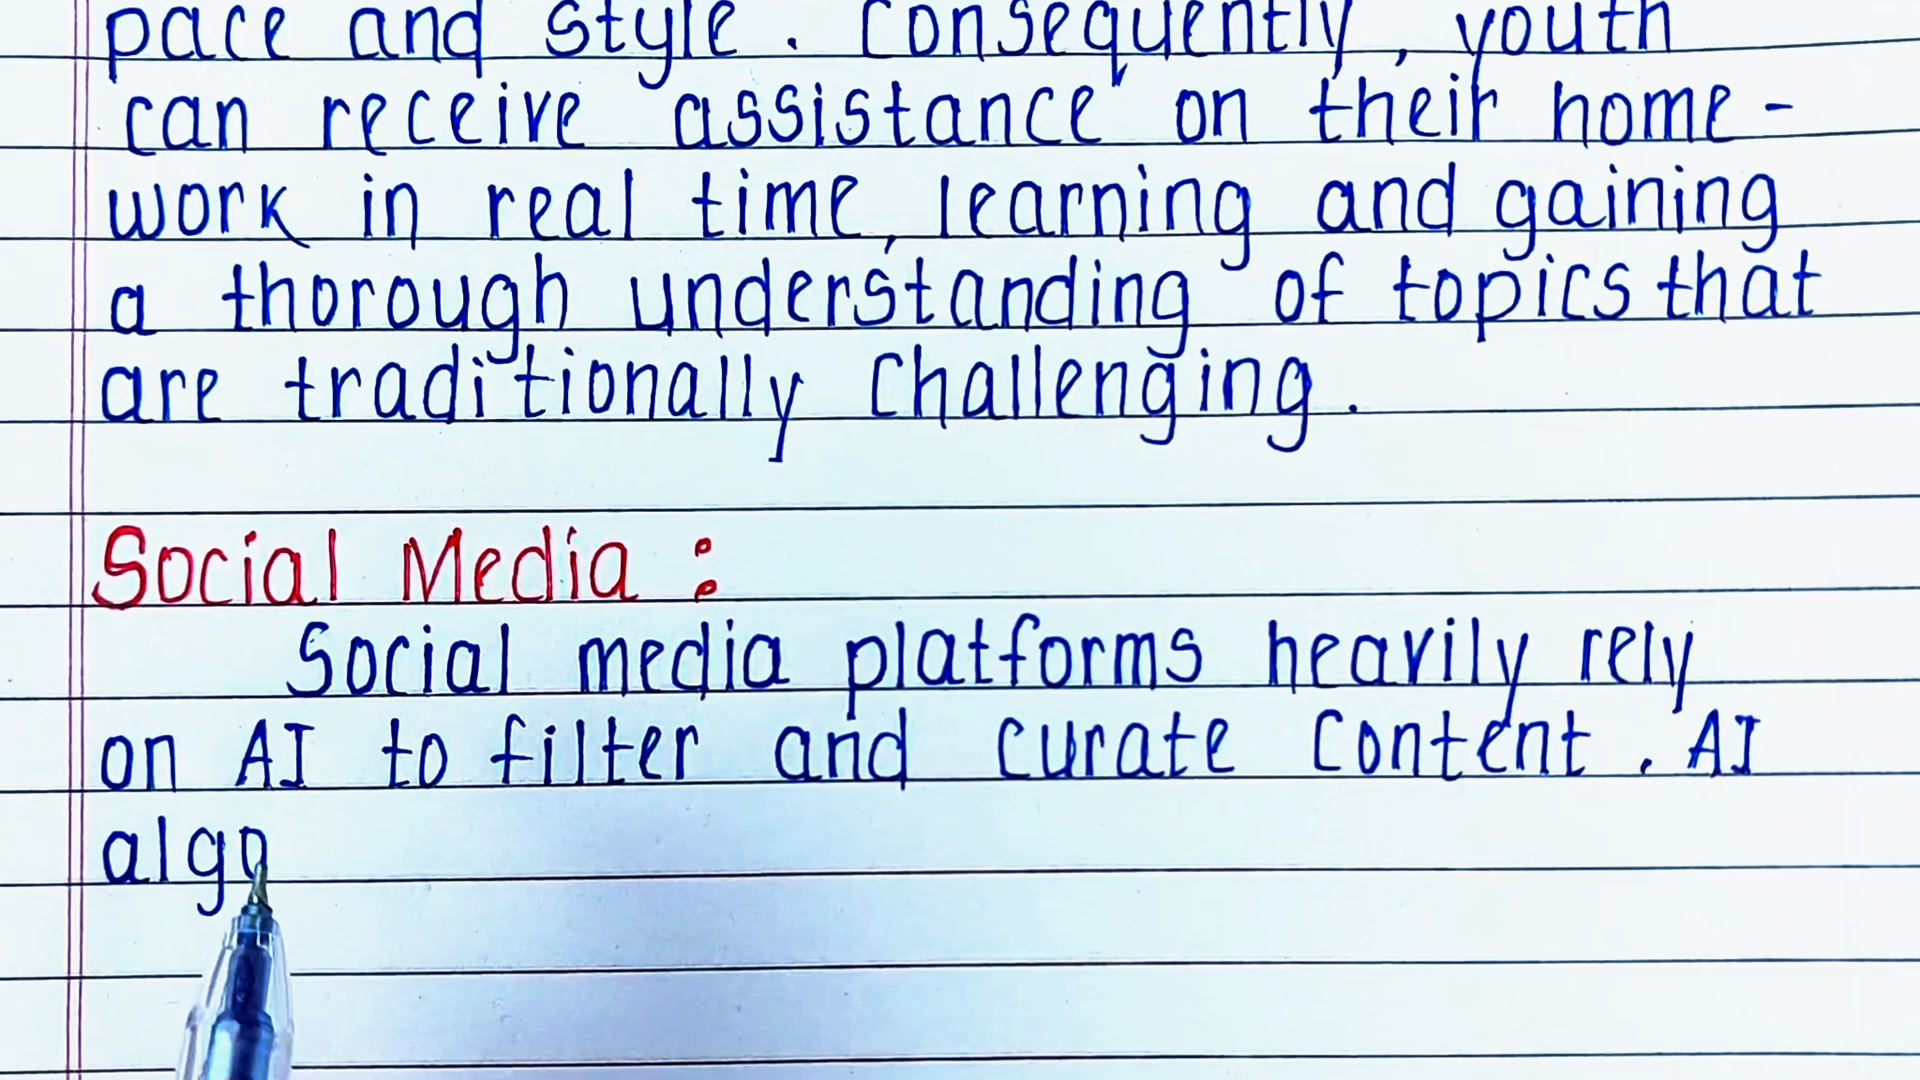 pace and style. Consequently, youth
can receive assistance on their home-
work in real time, learning and gaining
a thorough understanding of topics that
are traditionally challenging.
Social Media :
Social media platforms heavily rely
on AI to filter and curate content. AI
algo